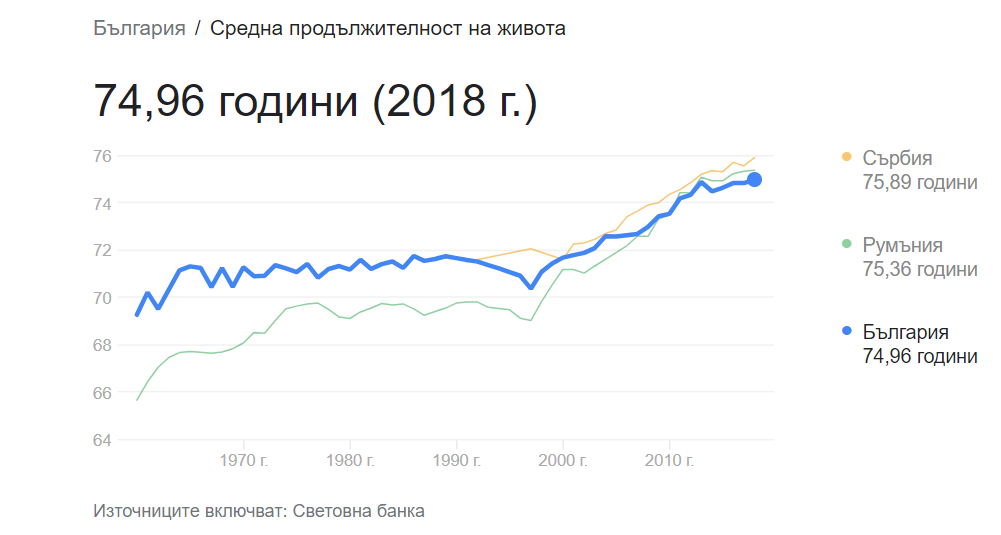 България / Средна продължителност на живота
74,96 години (2018 г.)
76
74
72
70
68
66
64
1970 г.
1980 г.
1990 г.
2000 г.
2010 г.
Сърбия
75,89 години
Румъния
75,36 години
България
74,96 години
Източниците включват: Световна банка